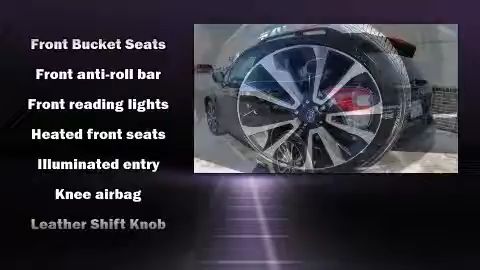 Front Bucket Seats
Front anti-roll bar
Front reading lights
Heated front seats
Illuminated entry
Knee airbag
Leather Shift Knob